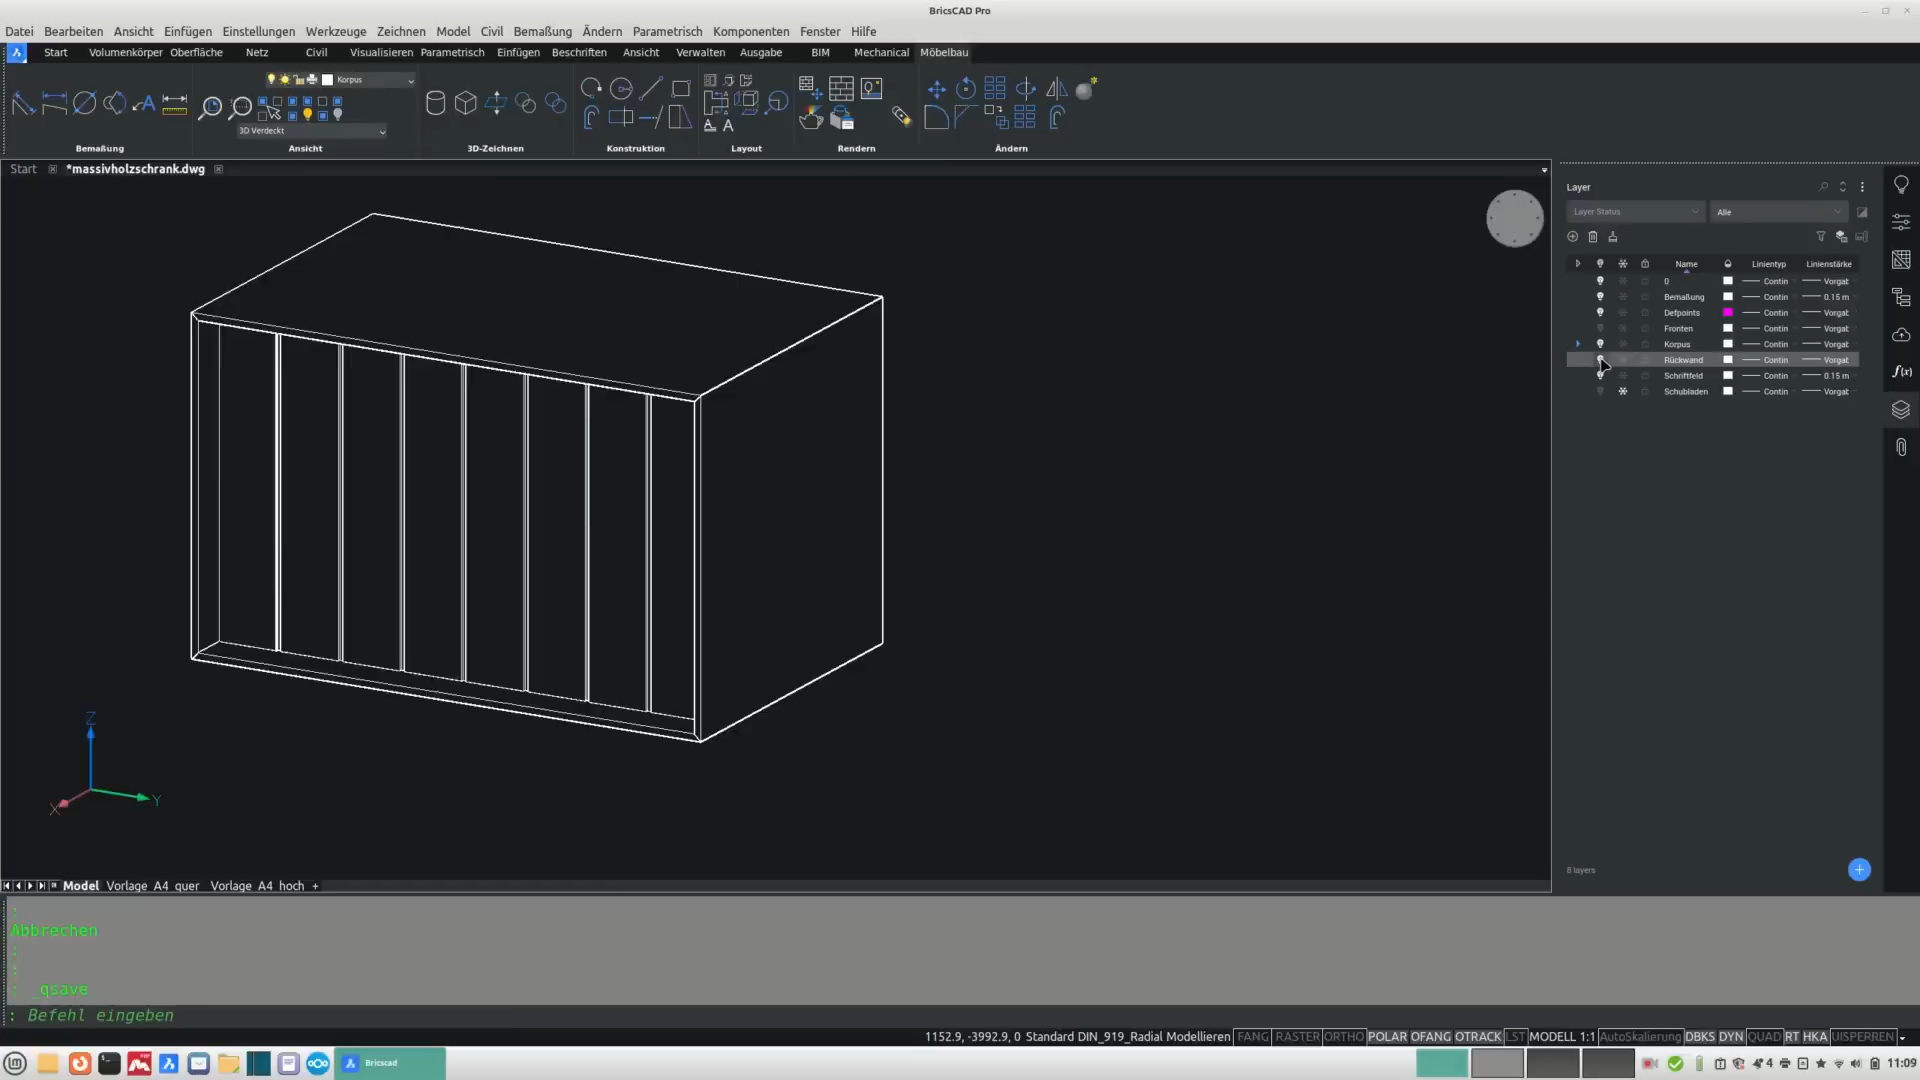 BricsCAD Pro
Datei Bearbeiten Ansicht Einfügen Einstellungen Werkzeuge Zeichnen Model Civil Bemaßung Ändern Parametrisch Komponenten Fenster Hilfe
Start Volumenkörper Oberfläche Netz Civil Visualisieren Parametrisch Einfügen Beschriften Ansicht Verwalten Ausgabe BIM Mechanical Möbelbau
Korpus
3D Verdeckt
Bemaßung Ansicht 3D-Zeichnen Konstruktion Layout Rendern Ändern
Start *massivholzschrank.dwg
Layer
Layer Status Alle
Name Linientyp Linienstärke
0 Contin Vorgat
Bemaßung Contin 0.15 m
Defpoints Contin Vorgat
Fronten Contin Vorgat
Korpus Contin Vorgat
Rückwand Contin Vorgat
Schriftfeld Contin 0.15 m
Schubladen Contin Vorgat
Z
X
Y
8 layers
Model Vorlage A4 quer Vorlage A4 hoch +
:
Abbrechen
:
:
: _qsave
: Befehl eingeben
1152.9, -3992.9, 0 Standard DIN_919_Radial Modellieren FANG RASTER ORTHO POLAR OFANG OTRACK LST MODELL 1:1 AutoSkalierung DBKS DYN QUAD RT HKA UISPERREN
Bricscad
4
11:09